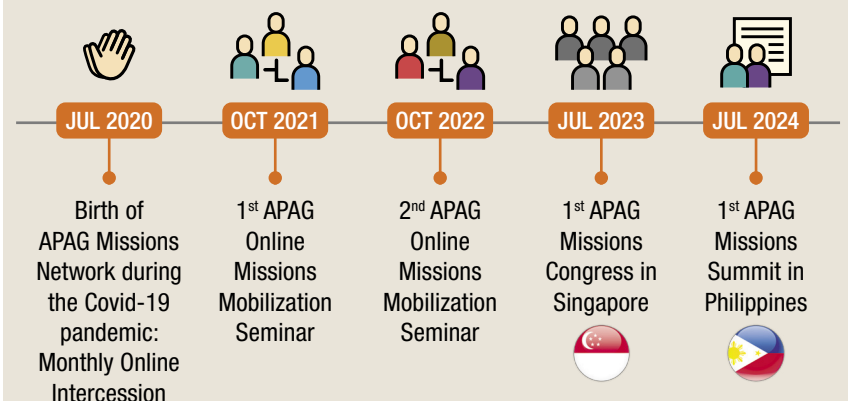 JUL 2020
Birth of
APAG Missions
Network during
the Covid-19
pandemic:
Monthly Online
Intercession
OCT 2021
1st APAG
Online
Missions
Mobilization
Seminar
OCT 2022
2nd APAG
Online
Missions
Mobilization
Seminar
JUL 2023
1st APAG
Missions
Congress in
Singapore
JUL 2024
1st APAG
Missions
Summit in
Philippines